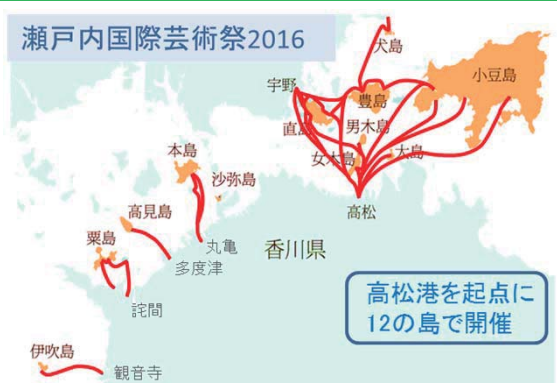 瀬戸内国際芸術祭2016
犬島
宇野
小豆島
豊島
直島
男木島
女木島
大島
本島
沙弥島
高松
高見島
粟島
丸亀
香川県
多度津
詫間
高松港を起点に
12の島で開催
伊吹島
観音寺